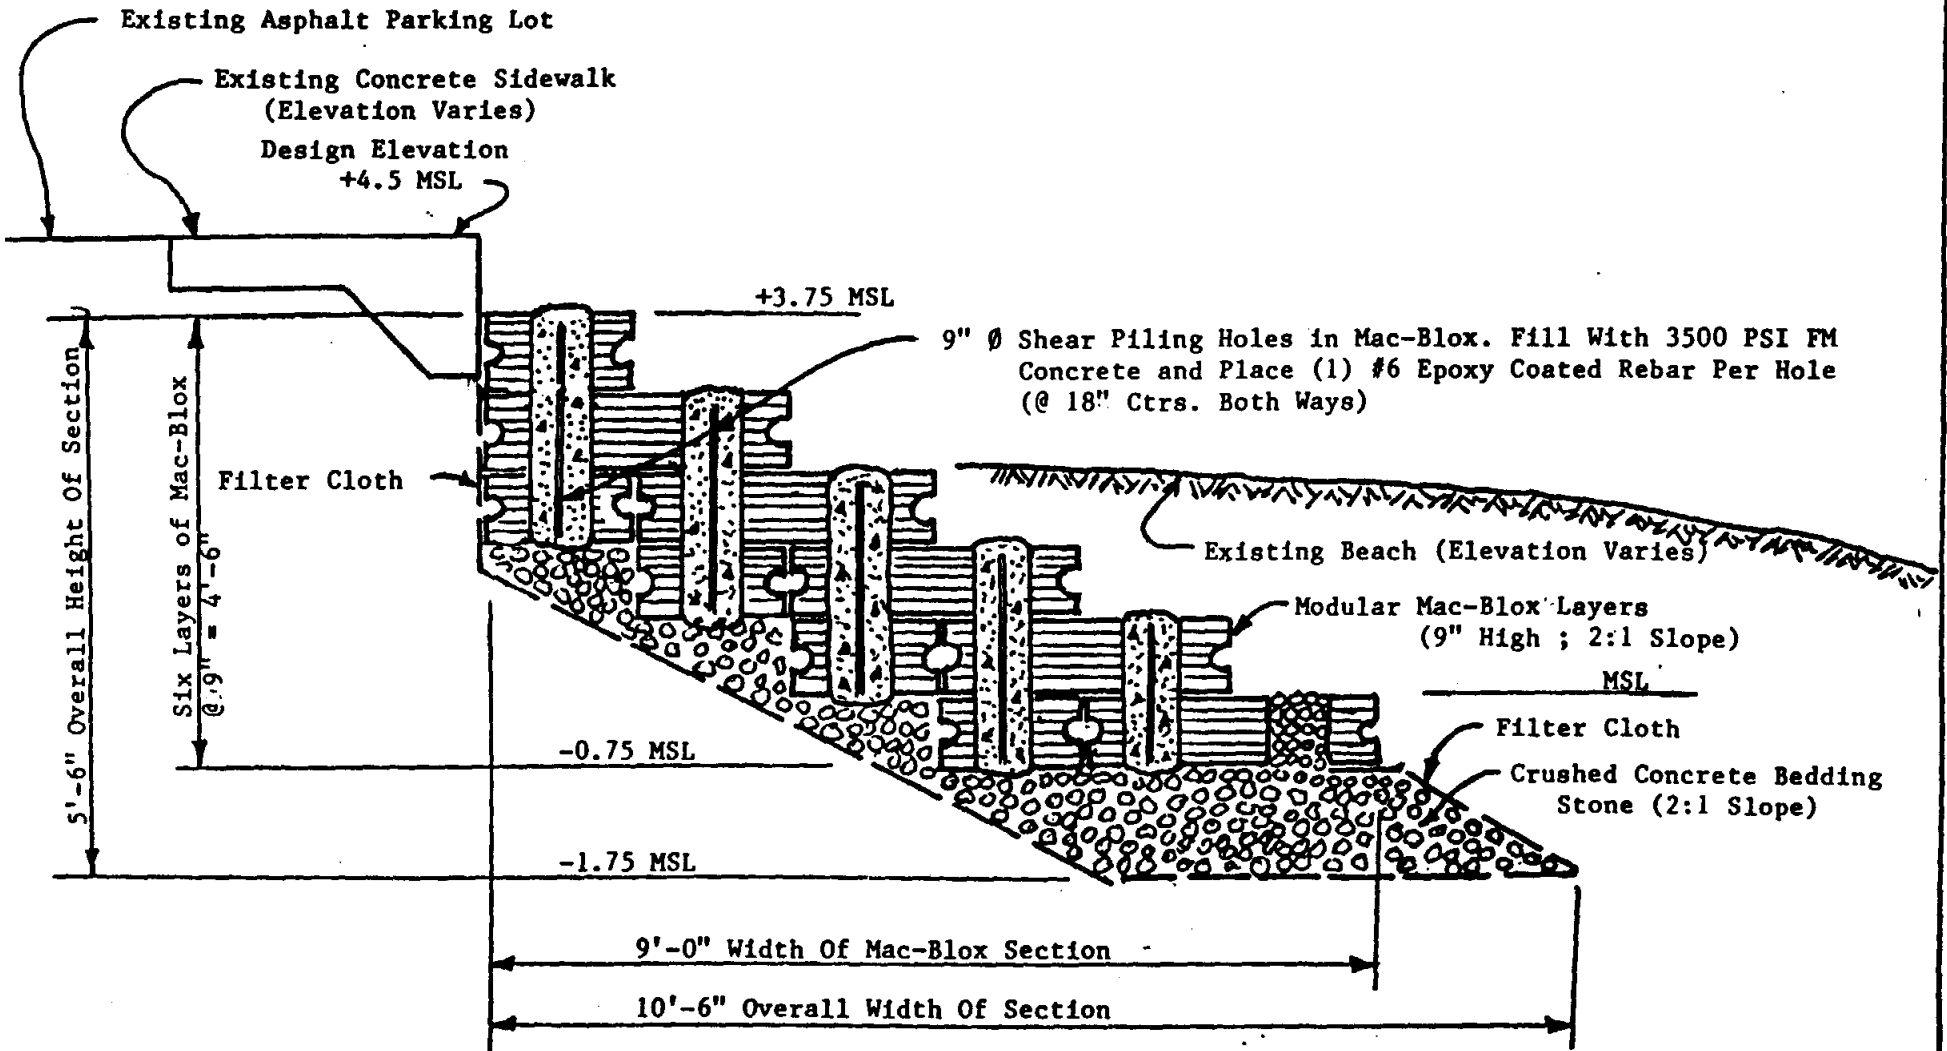 Existing Asphalt Parking Lot
Existing Concrete Sidewalk
(Elevation Varies)
Design Elevation
+4.5 MSL
+3.75 MSL
9" Ø Shear Piling Holes in Mac-Blox. Fill With 3500 PSI FM
Concrete and Place (1) #6 Epoxy Coated Rebar Per Hole
(@ 18" Ctrs. Both Ways)
5'-6" Overall Height Of Section
Six Layers of Mac-Blox
@ 9" = 4'-6"
Filter Cloth
Existing Beach (Elevation Varies)
Modular Mac-Blox Layers
(9" High ; 2:1 Slope)
MSL
Filter Cloth
-0.75 MSL
Crushed Concrete Bedding
Stone (2:1 Slope)
-1.75 MSL
9'-0" Width Of Mac-Blox Section
10'-6" Overall Width Of Section